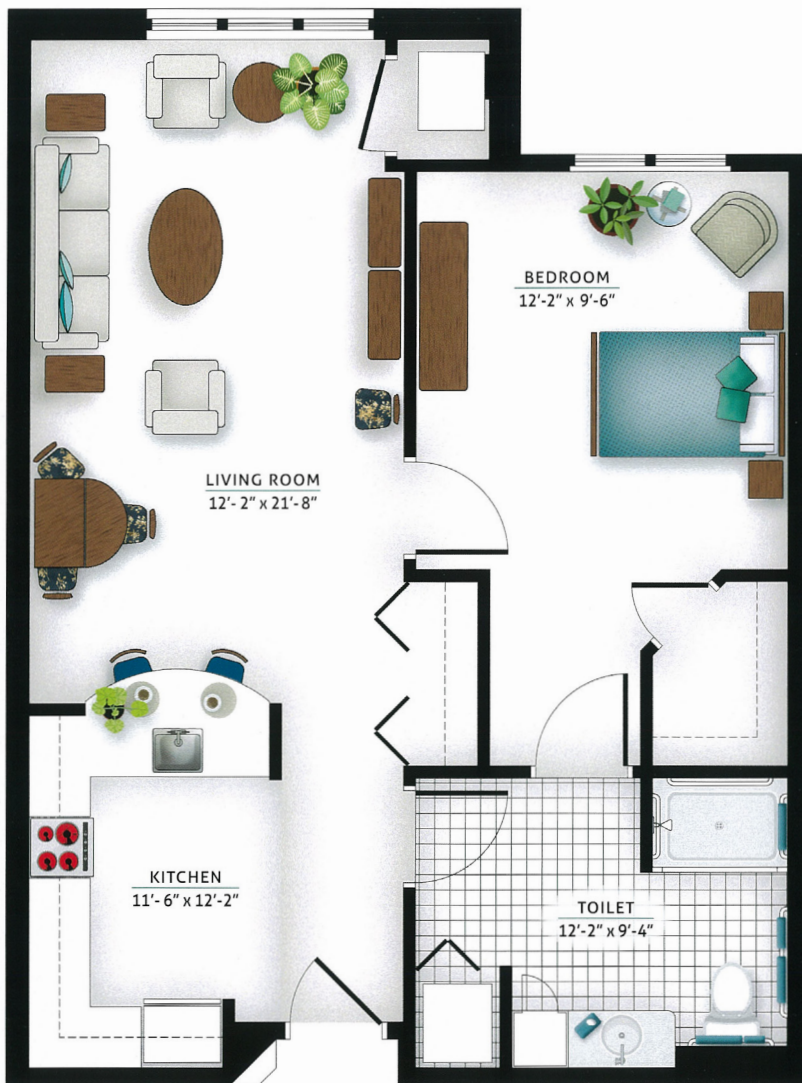 BEDROOM
12'-2" x 9'-6"
LIVING ROOM
12'- 2" x 21'- 8"
KITCHEN
11'- 6" x 12'-2"
TOILET
12'-2" x 9'-4"